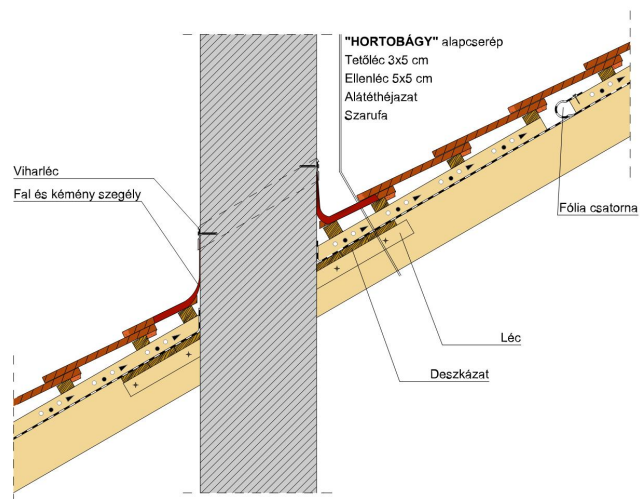 "HORTOBÁGY" alapcserép
Tetőléc 3x5 cm
Ellenléc 5x5 cm
Alátéthéjazat
Szarufa
Viharléc
Fal és kémény szegély
Fólia csatorna
Léc
Deszkázat